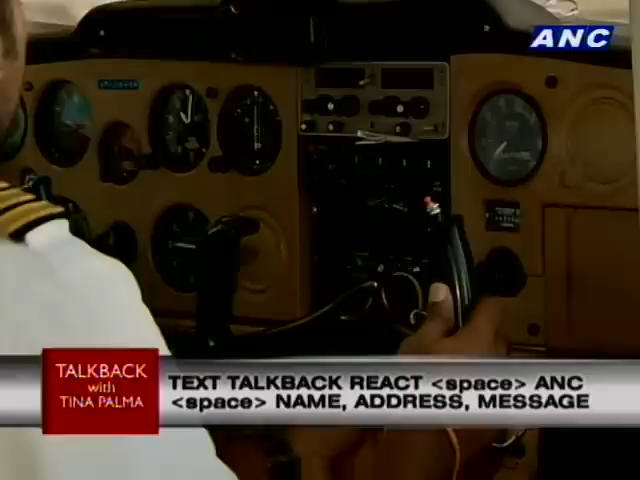 ANC
TALKBACK
with
TINA PALMA
TEXT TALKBACK REACT <space> ANC
<space> NAME, ADDRESS, MESSAGE